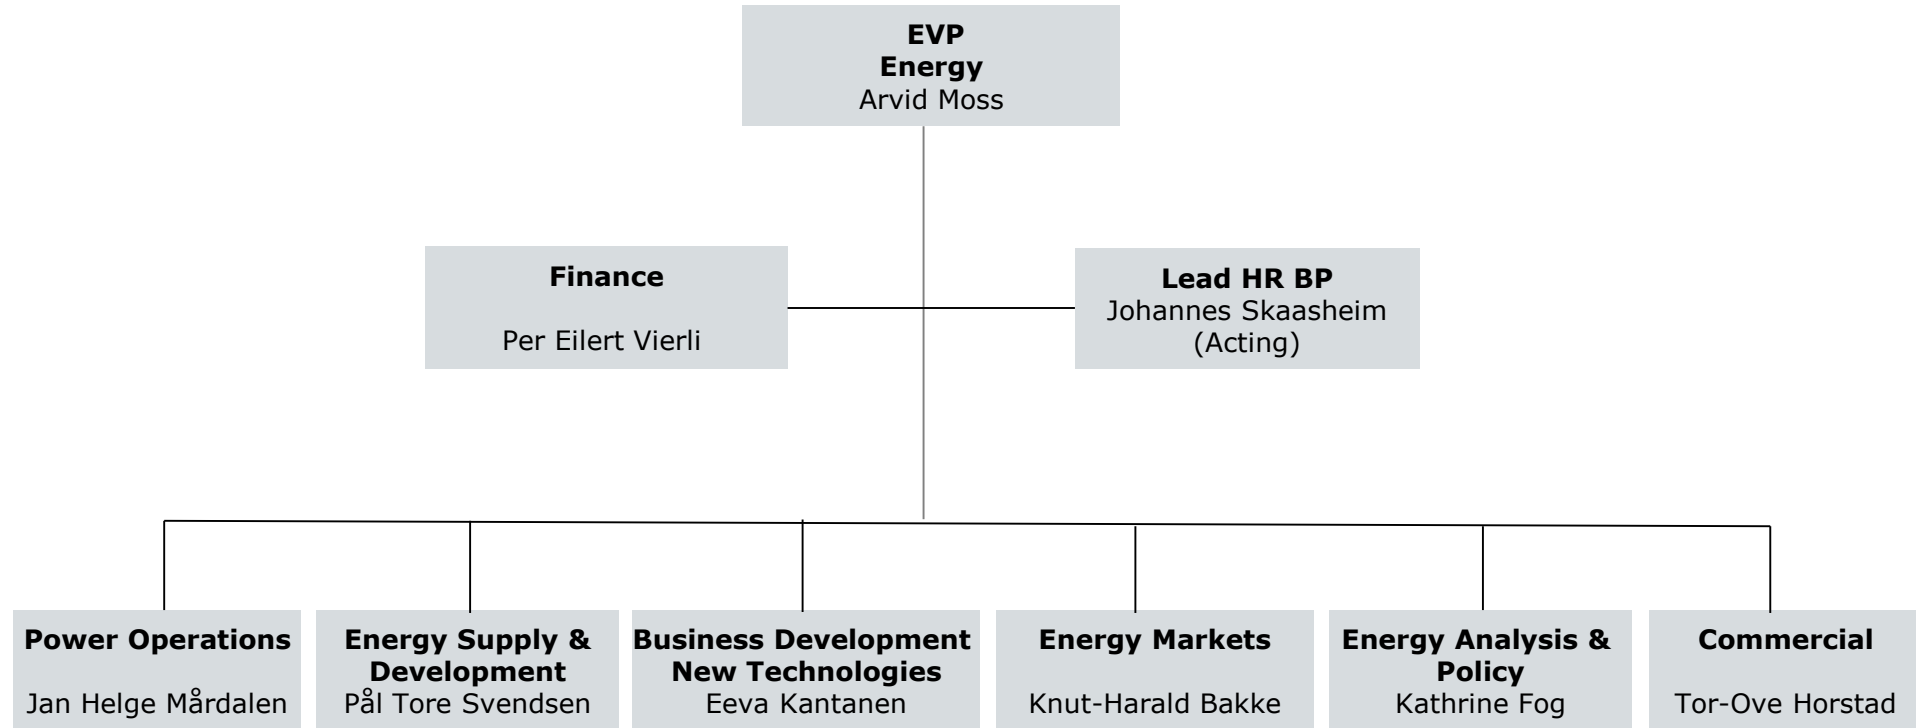 EVP
Energy
Arvid Moss
Finance
Per Eilert Vierli
Lead HR BP
Johannes Skaasheim
(Acting)
Power Operations
Jan Helge Mårdalen
Energy Supply &
Development
Pål Tore Svendsen
Business Development
New Technologies
Eeva Kantanen
Energy Markets
Knut-Harald Bakke
Energy Analysis &
Policy
Kathrine Fog
Commercial
Tor-Ove Horstad